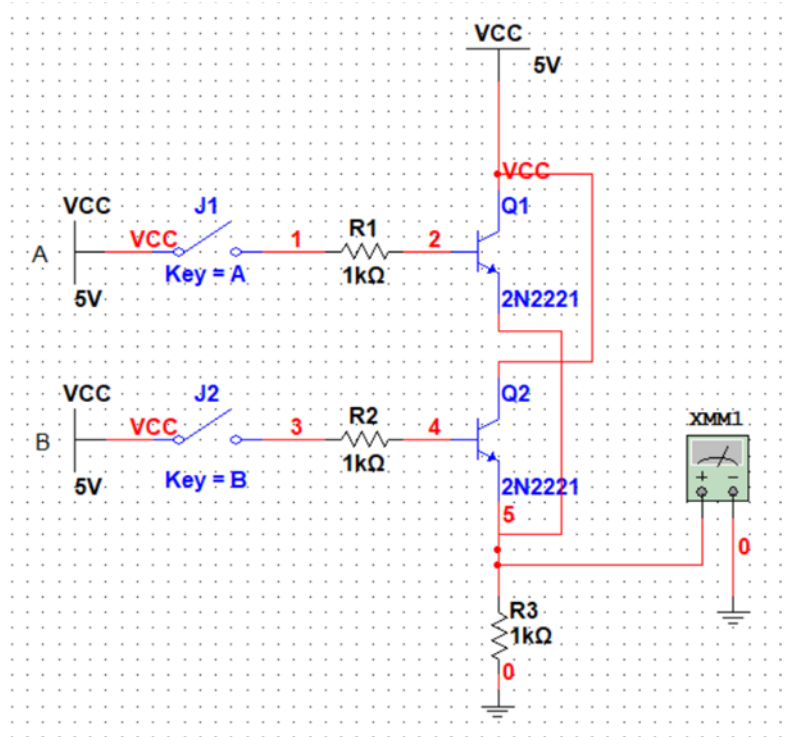 VCC
5V
VCC
Q1
2N2221
VCC
A
5V
VCC
J1
Key = A
1
R1
1kΩ
2
VCC
B
5V
VCC
J2
Key = B
3
R2
1kΩ
4
Q2
2N2221
5
XMM1
+ −
0
R3
1kΩ
0